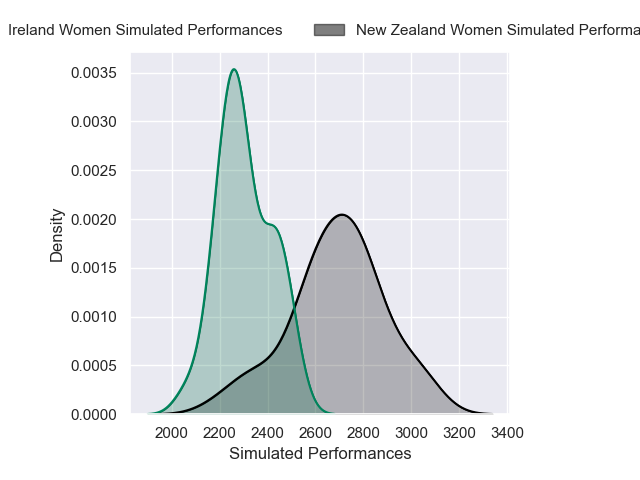 Ireland Women Simulated Performances New Zealand Women Simulated Performa
0.0035
0.0030
0.0025
0.0020
0.0015
0.0010
0.0005
0.0000
Density
2000 2200 2400 2600 2800 3000 3200 3400
Simulated Performances